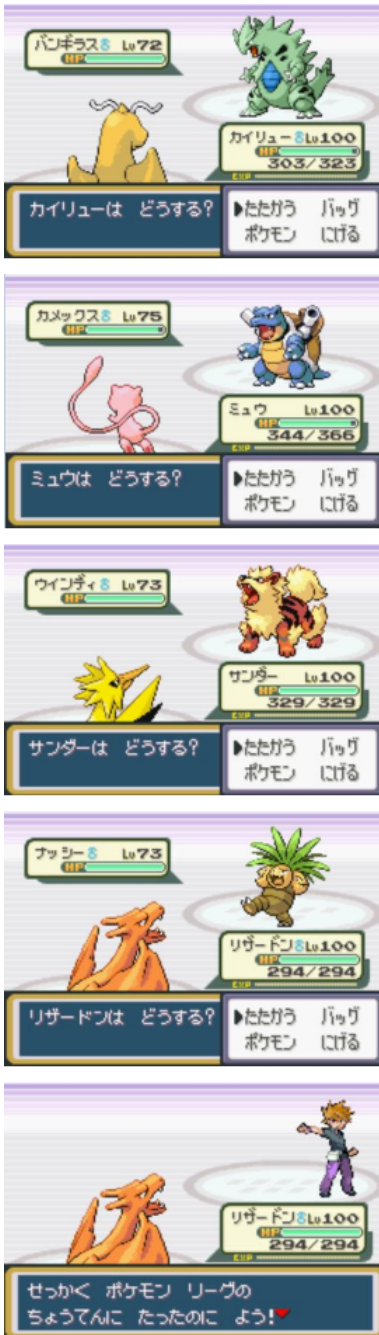 バンギラス♂ Lv72
HP
カイリュー♂Lv100
HP
303/323
EXP
カイリューは どうする?
▶たたかう バッグ
ポケモン にげる
カメックス♂ Lv75
HP
ミュウ Lv100
HP
344/366
EXP
ミュウは どうする?
▶たたかう バッグ
ポケモン にげる
ウインディ♂ Lv73
HP
サンダー Lv100
HP
329/329
EXP
サンダーは どうする?
▶たたかう バッグ
ポケモン にげる
ナッシー♂ Lv73
HP
リザードン♂Lv100
HP
294/294
EXP
リザードンは どうする?
▶たたかう バッグ
ポケモン にげる
リザードン♂Lv100
HP
294/294
EXP
せっかく ポケモン リーグの
ちょうてんに たったのに よう!